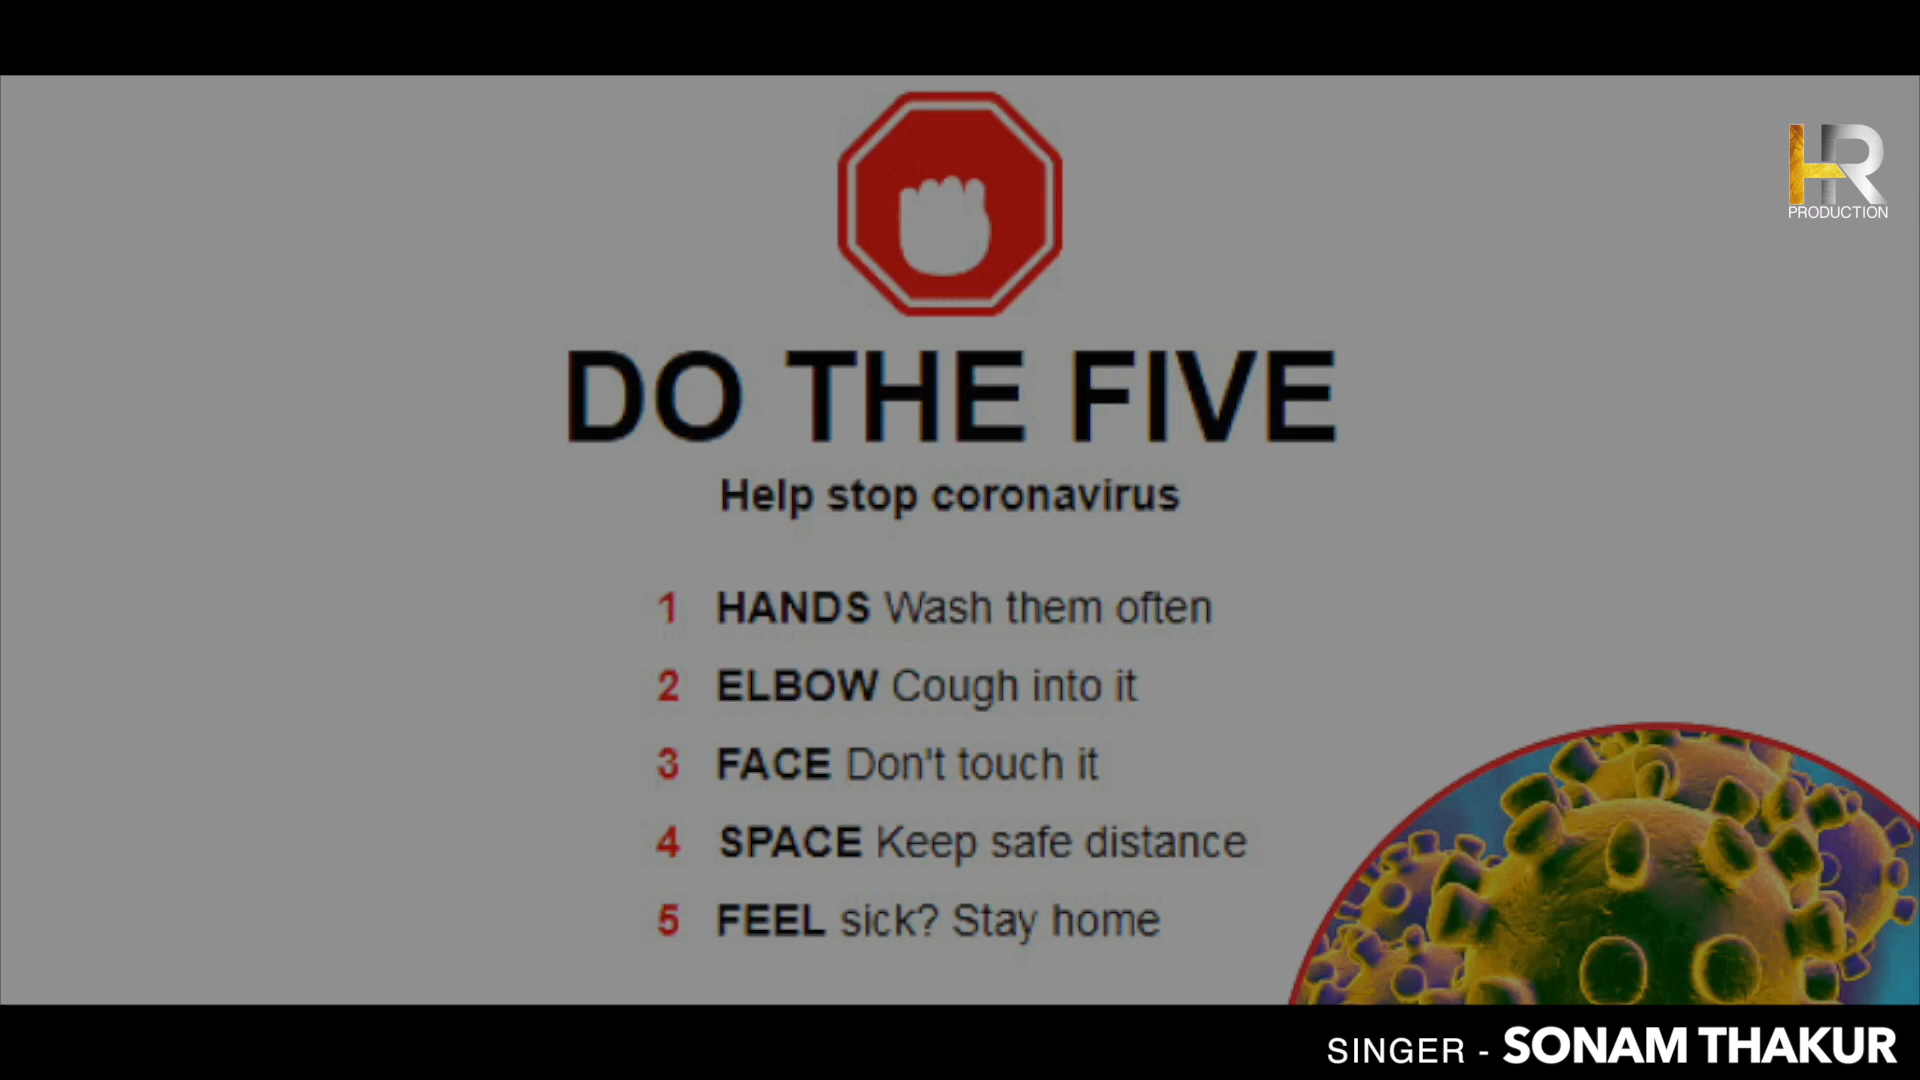 HR
PRODUCTION
DO THE FIVE
Help stop coronavirus
1 HANDS Wash them often
2 ELBOW Cough into it
3 FACE Don't touch it
4 SPACE Keep safe distance
5 FEEL sick? Stay home
SINGER - SONAM THAKUR